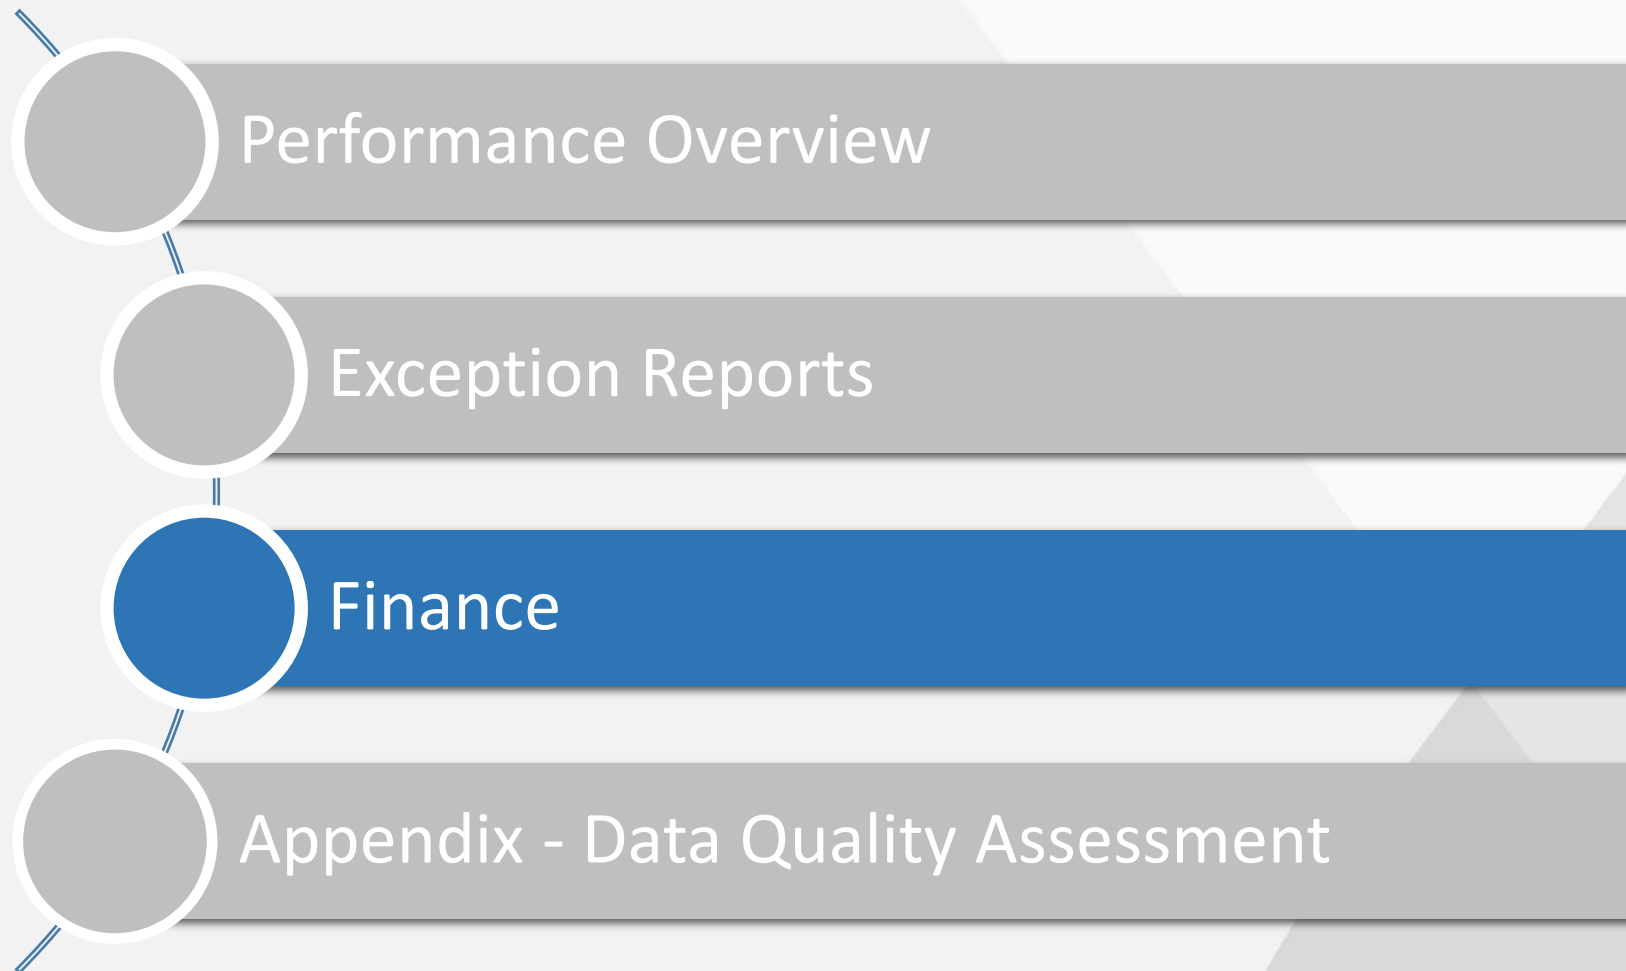 Performance Overview
Exception Reports
Finance
Appendix - Data Quality Assessment